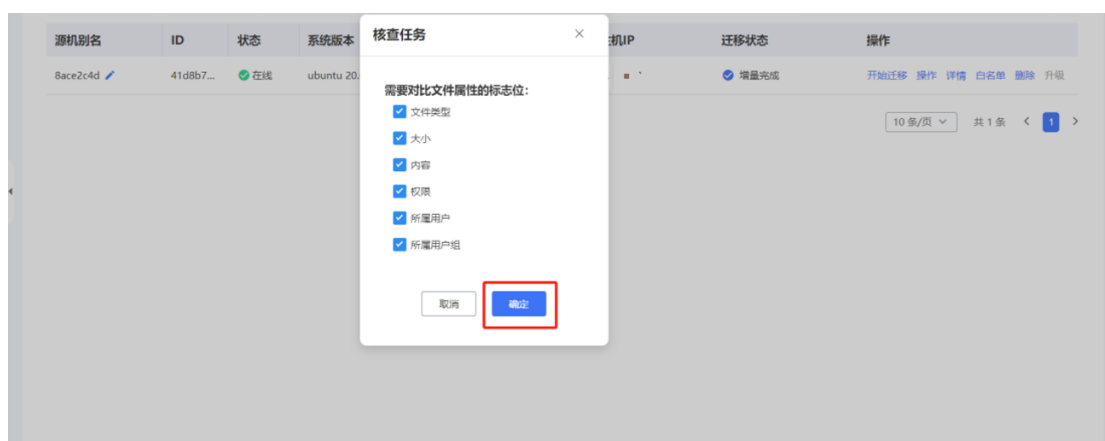 源机别名 ID 状态 系统版本 主机IP 迁移状态 操作
8ace2c4d 41d8b7... 在线 ubuntu 20. 增量完成 开始迁移 操作 详情 白名单 删除 升级
10 条/页 共 1 条 1
核查任务
需要对比文件属性的标志位：
文件类型
大小
内容
权限
所属用户
所属用户组
取消 确定